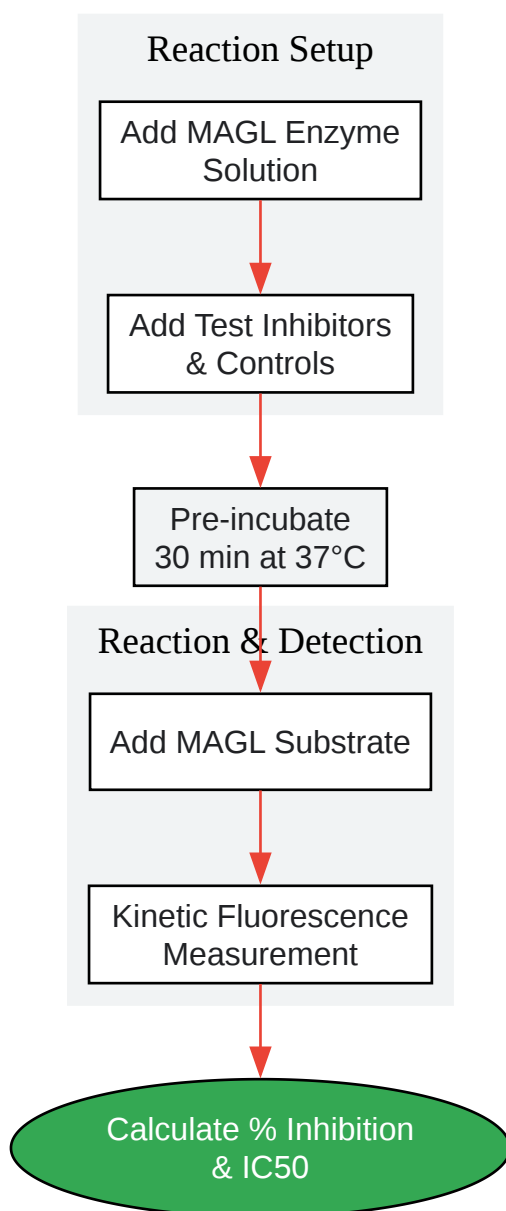 Reaction Setup
Add MAGL Enzyme
Solution
Add Test Inhibitors
& Controls
Pre-incubate
30 min at 37°C
Reaction & Detection
Add MAGL Substrate
Kinetic Fluorescence
Measurement
Calculate % Inhibition
& IC50